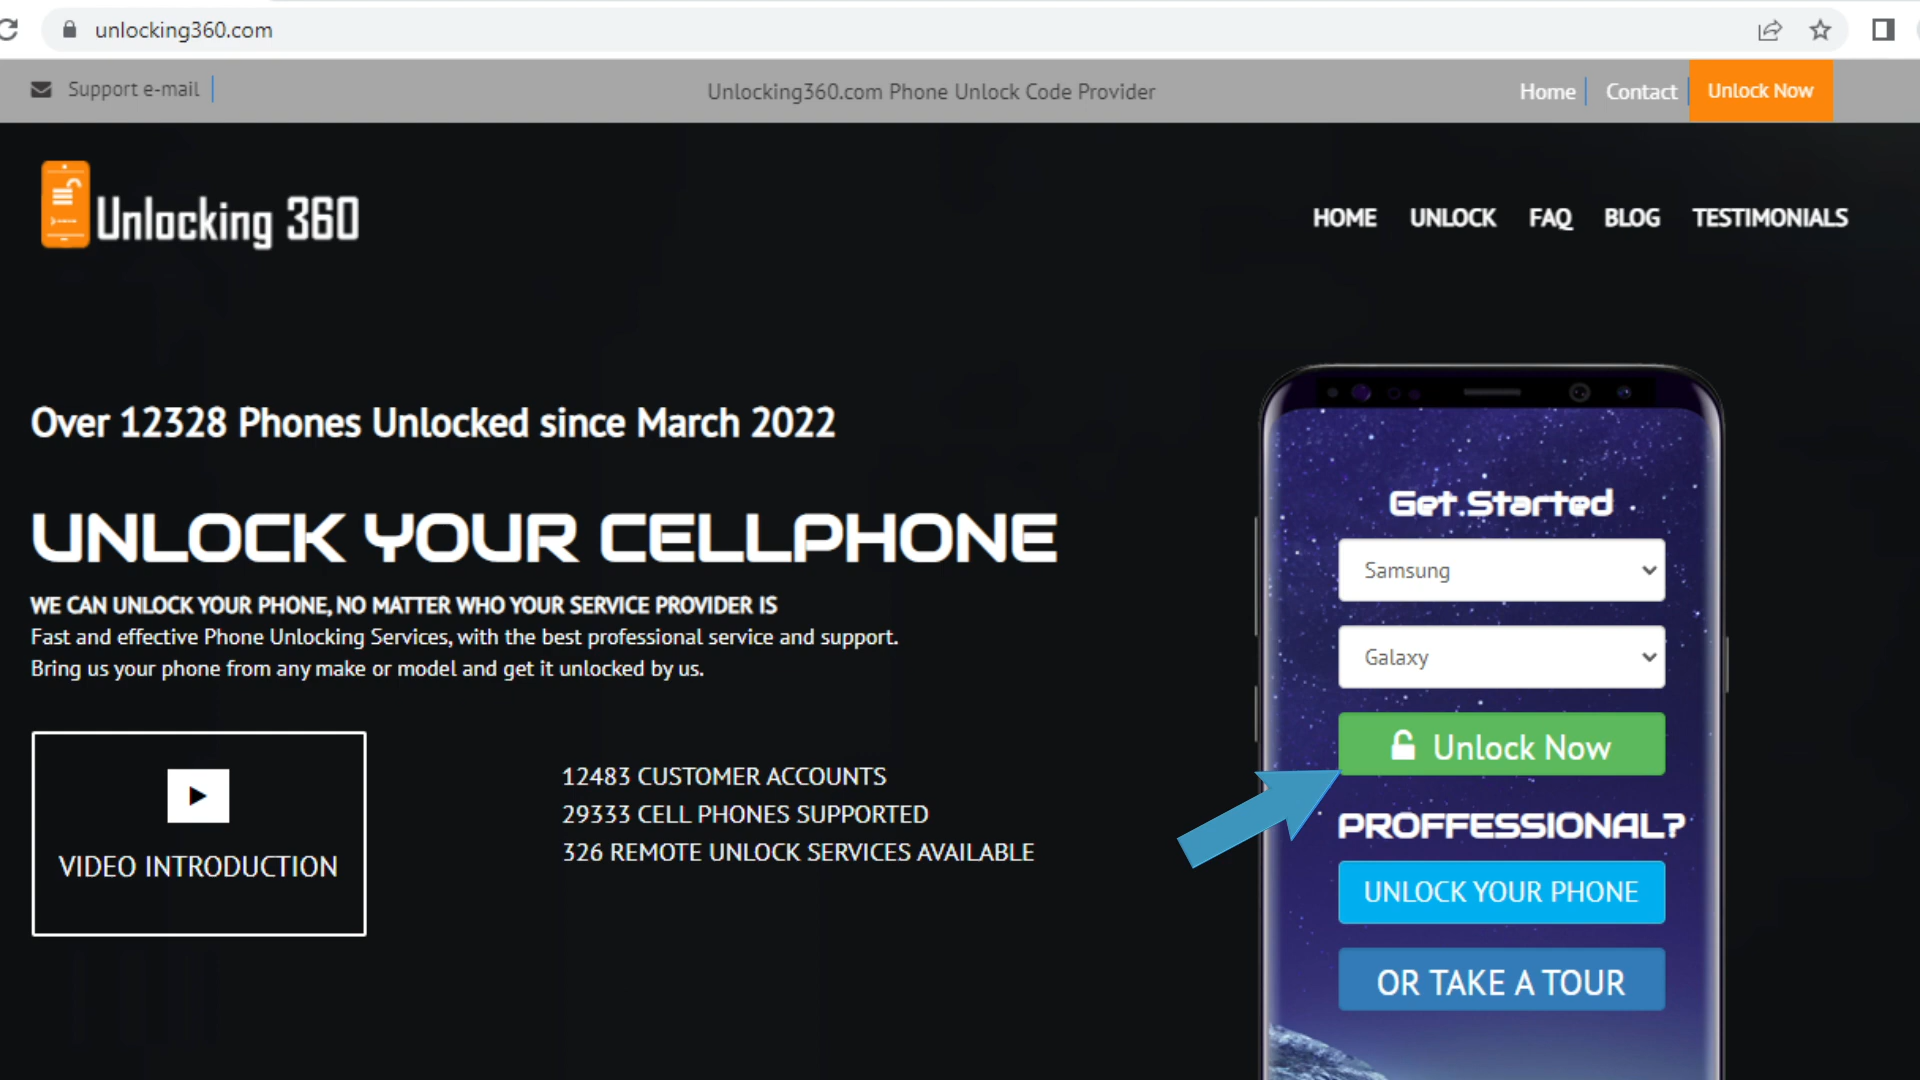 unlocking360.com
Support e-mail
Unlocking360.com Phone Unlock Code Provider
Home
Contact
Unlock Now
Unlocking 360
HOME
UNLOCK
FAQ
BLOG
TESTIMONIALS
Over 12328 Phones Unlocked since March 2022
UNLOCK YOUR CELLPHONE
WE CAN UNLOCK YOUR PHONE, NO MATTER WHO YOUR SERVICE PROVIDER IS
Fast and effective Phone Unlocking Services, with the best professional service and support.
Bring us your phone from any make or model and get it unlocked by us.
VIDEO INTRODUCTION
12483 CUSTOMER ACCOUNTS
29333 CELL PHONES SUPPORTED
326 REMOTE UNLOCK SERVICES AVAILABLE
Get Started
Samsung
Galaxy
Unlock Now
PROFFESSIONAL?
UNLOCK YOUR PHONE
OR TAKE A TOUR